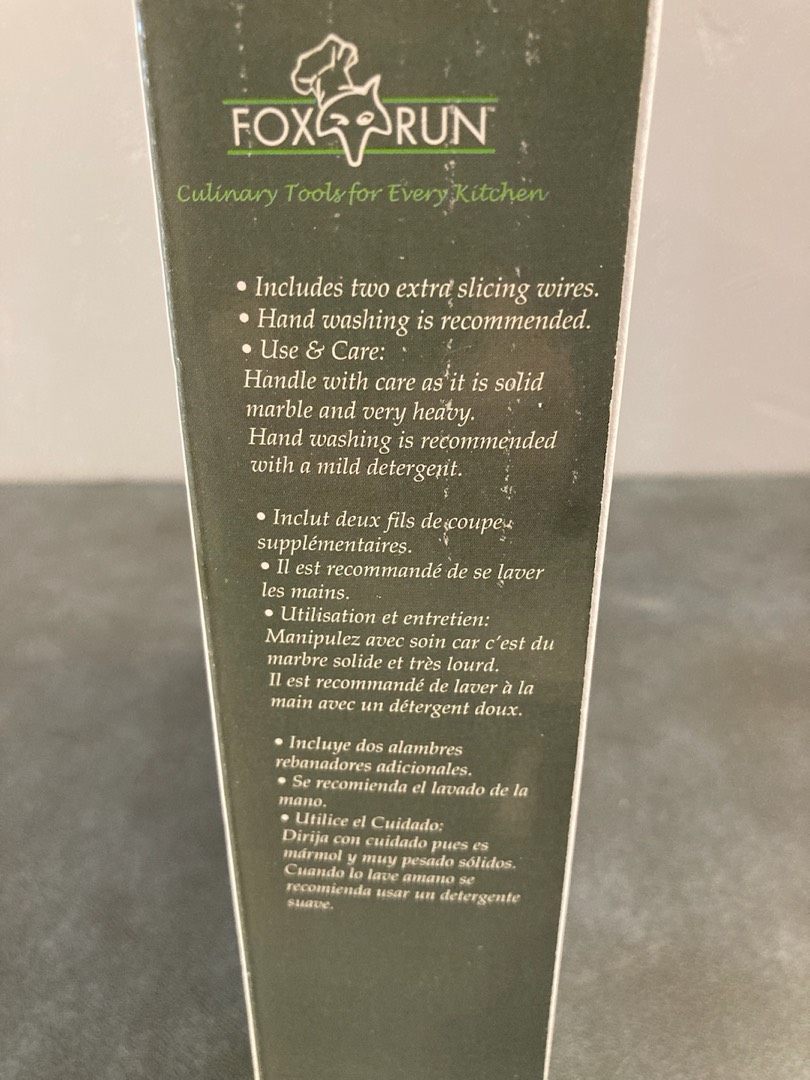 FOX RUN™
Culinary Tools for Every Kitchen
• Includes two extra slicing wires.
• Hand washing is recommended.
• Use & Care:
Handle with care as it is solid
marble and very heavy.
Hand washing is recommended
with a mild detergent.
• Inclut deux fils de coupe
supplémentaires.
• Il est recommandé de se laver
les mains.
• Utilisation et entretien:
Manipulez avec soin car c'est du
marbre solide et très lourd.
Il est recommandé de laver à la
main avec un détergent doux.
• Incluye dos alambres
rebanadores adicionales.
• Se recomienda el lavado de la
mano.
• Utilice el Cuidado:
Dirija con cuidado pues es
mármol y muy pesado sólidos.
Cuando lo lave amano se
recomienda usar un detergente
suave.